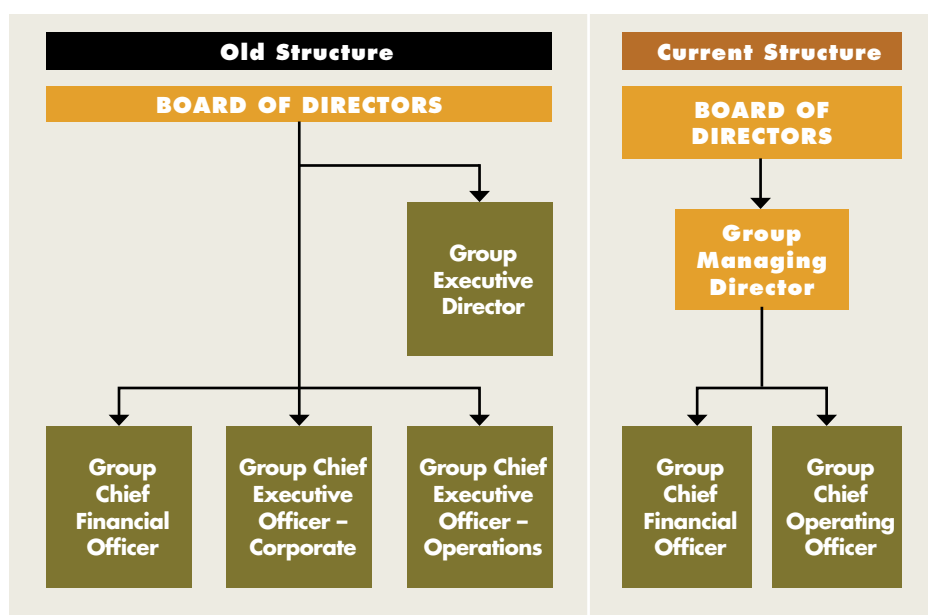 Old Structure
BOARD OF DIRECTORS
Group
Executive
Director
Group
Chief
Financial
Officer
Group Chief
Executive
Officer –
Corporate
Group Chief
Executive
Officer –
Operations
Current Structure
BOARD OF
DIRECTORS
Group
Managing
Director
Group
Chief
Financial
Officer
Group
Chief
Operating
Officer